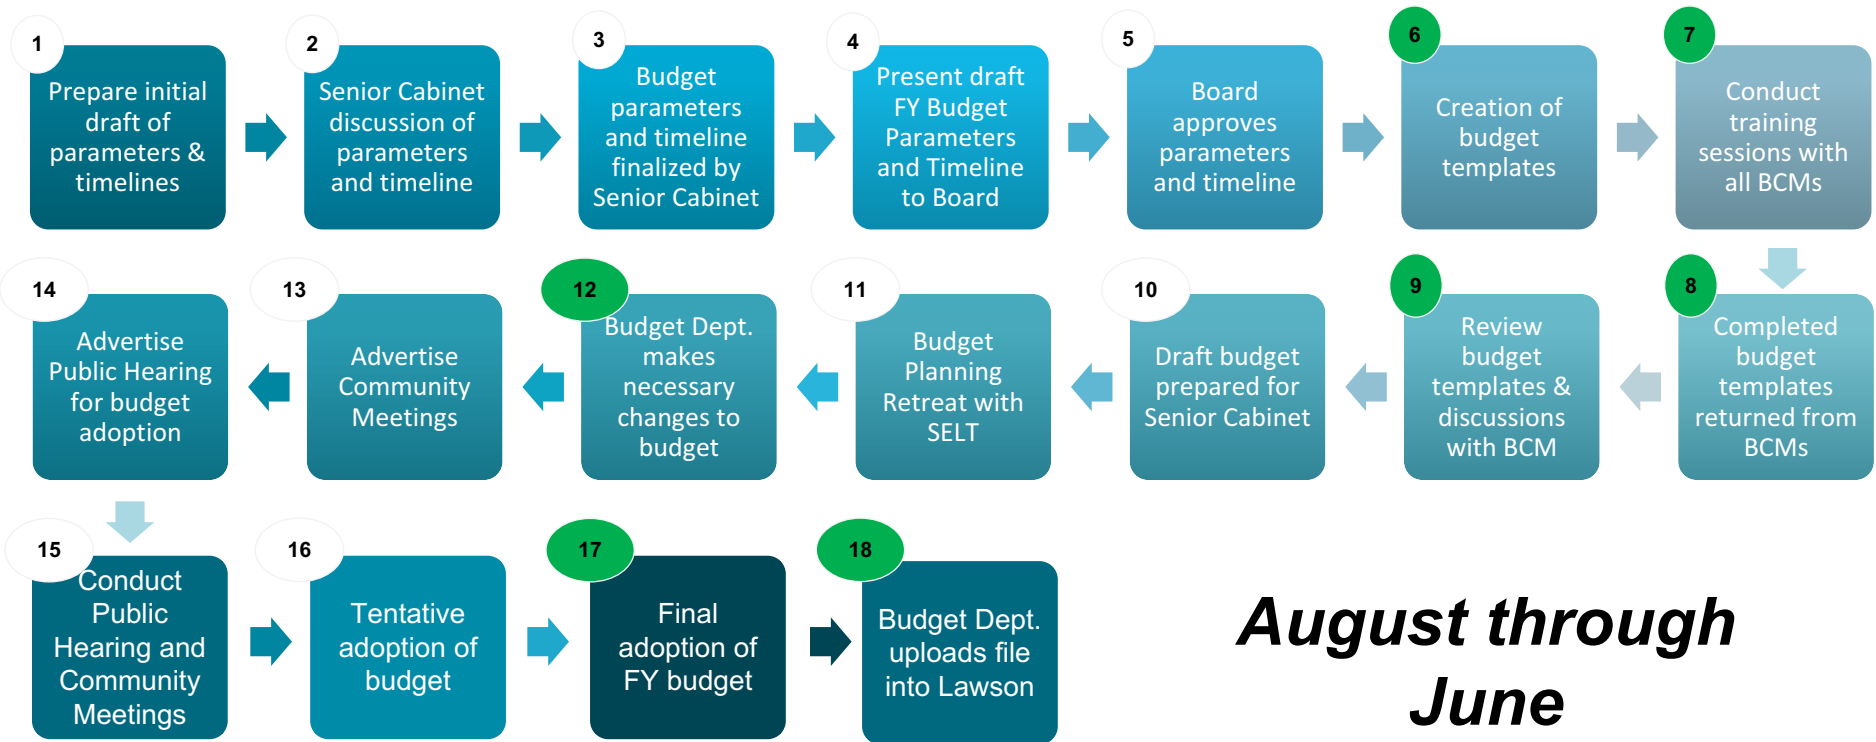 1
Prepare initial
draft of
parameters &
timelines
2
Senior Cabinet
discussion of
parameters
and timeline
3
Budget
parameters
and timeline
finalized by
Senior Cabinet
4
Present draft
FY Budget
Parameters
and Timeline
to Board
5
Board
approves
parameters
and timeline
6
Creation of
budget
templates
7
Conduct
training
sessions with
all BCMs
8
Completed
budget
templates
returned from
BCMs
9
Review
budget
templates &
discussions
with BCM
10
Draft budget
prepared for
Senior Cabinet
11
Budget
Planning
Retreat with
SELT
12
Budget Dept.
makes
necessary
changes to
budget
13
Advertise
Community
Meetings
14
Advertise
Public Hearing
for budget
adoption
15
Conduct
Public
Hearing and
Community
Meetings
16
Tentative
adoption of
budget
17
Final
adoption of
FY budget
18
Budget Dept.
uploads file
into Lawson
August through
June